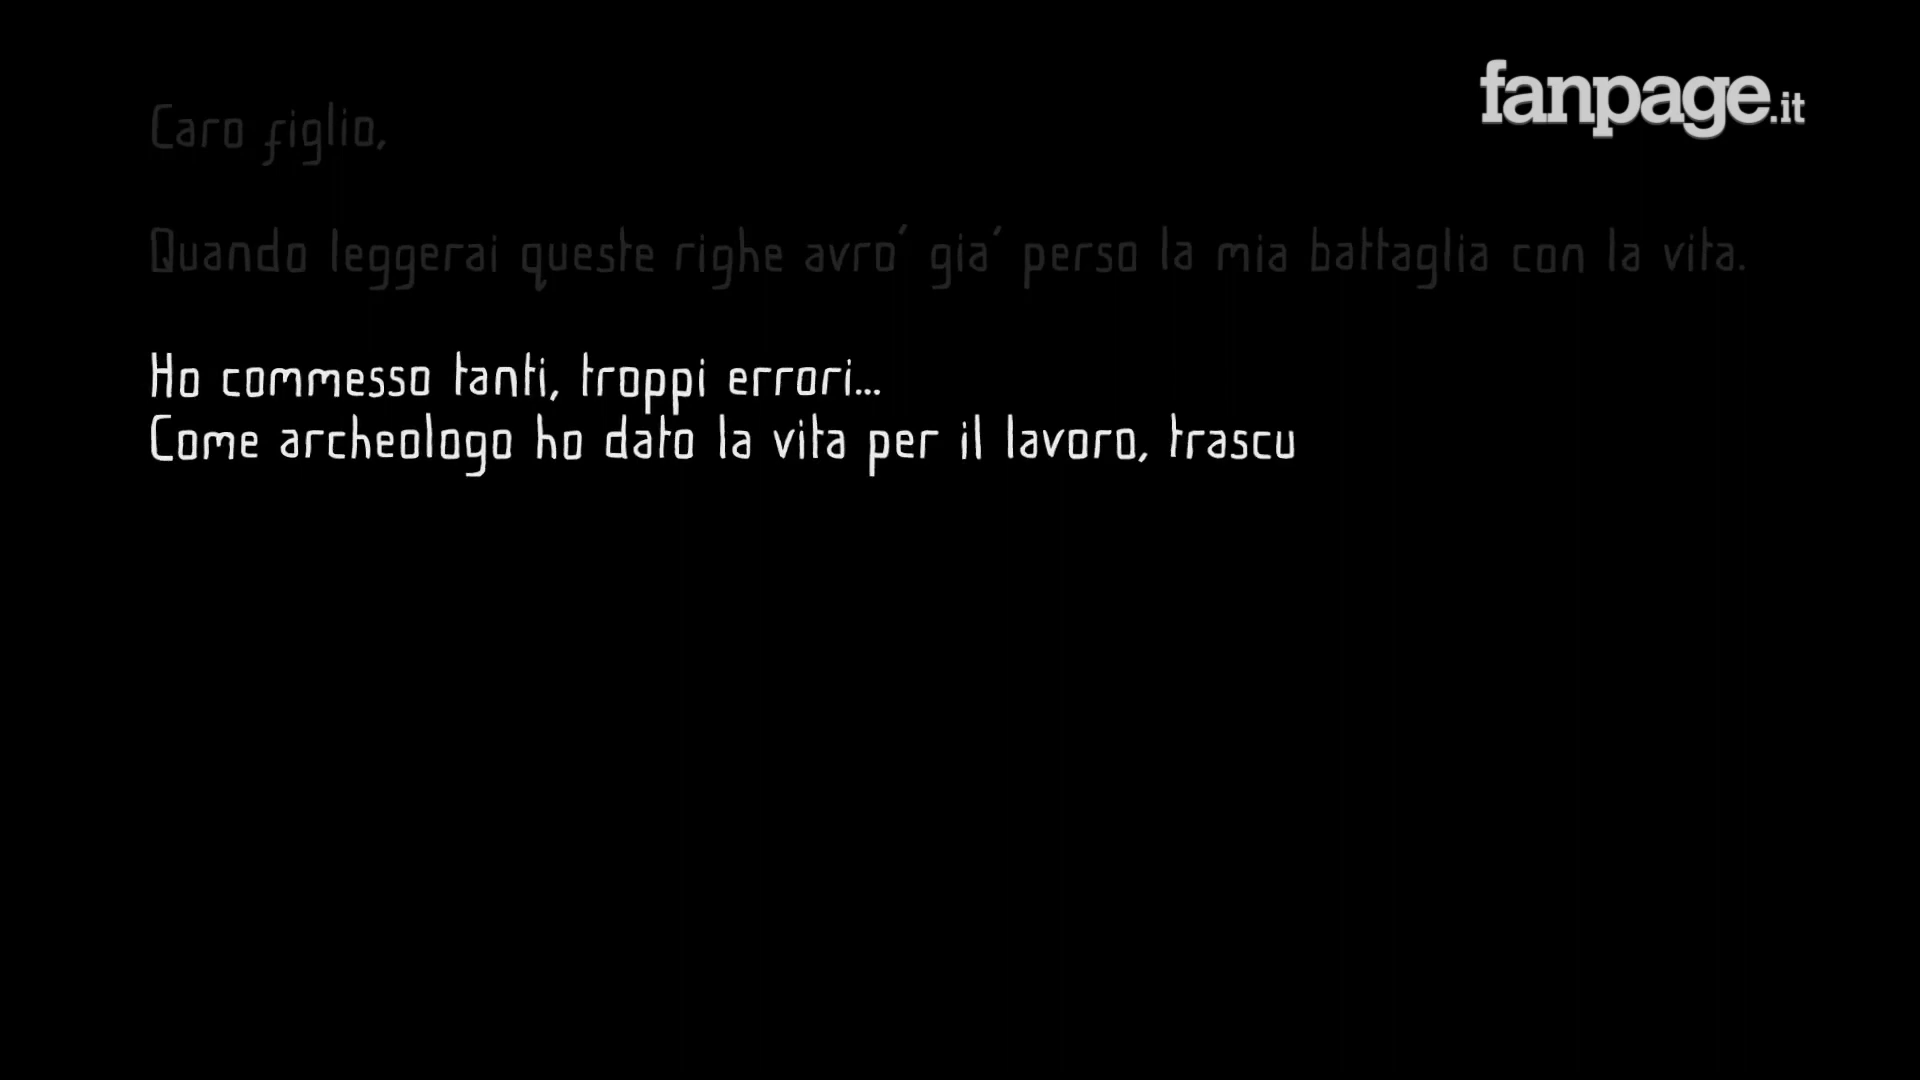 fanpage.it
Caro figlio,
Quando leggerai queste righe avro' gia' perso la mia battaglia con la vita.
Ho commesso tanti, troppi errori...
Come archeologo ho dato la vita per il lavoro, trascu